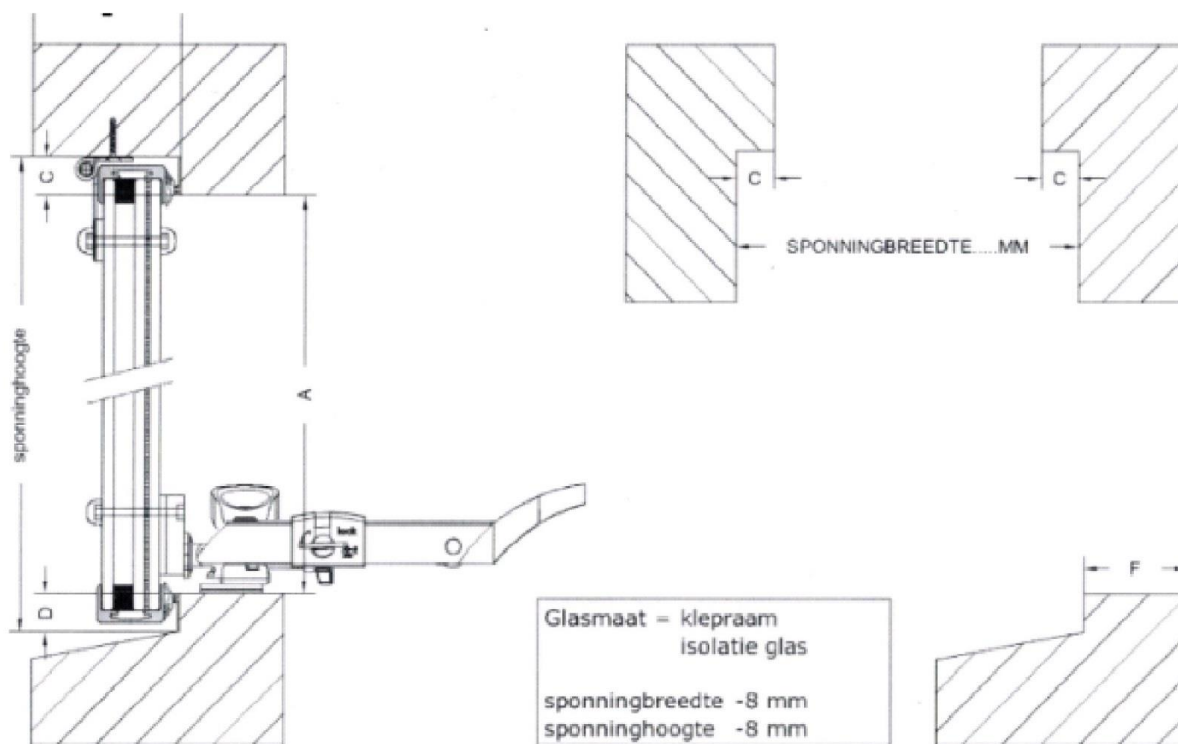 C
C
C
SPONNINGBREEDTE.....MM
sponninghoogte
A
D
F
Glasmaat = klepraam
isolatie glas
sponningbreedte -8 mm
sponninghoogte -8 mm